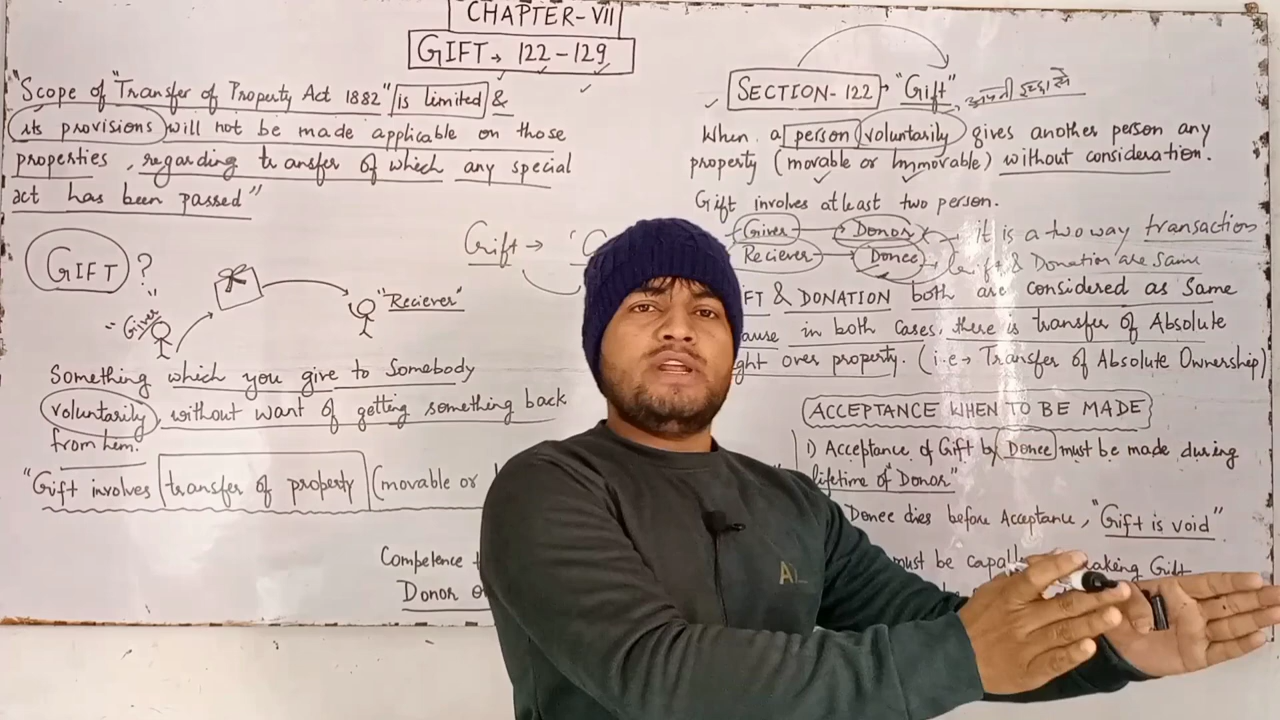 CHAPTER-VII
GIFT → 122-129
"Scope of "Transfer of Property Act 1882" is limited &
its provisions will not be made applicable on those
properties, regarding transfer of which any special
act has been passed"
GIFT ?
"Giver"
"Reciever"
Something which you give to Somebody
voluntarily, without want of getting something back
from hem.
"Gift involves transfer of property (movable or
Competence
Donor
Gift →
SECTION-122 → "Gift"
अपनी इच्छा से
When a person voluntarily gives another person any
property (movable or Immovable) without consideration.
Gift involves atleast two person.
Giver → Donor it is a two way transaction
Reciever → Donee → Gift & Donation are Same
& DONATION both are considered as Same
in both cases, there is transfer of Absolute
over property. (i.e → Transfer of Absolute Ownership)
ACCEPTANCE WHEN TO BE MADE
1) Acceptance of Gift by Donee must be made during
lifetime of "Donor"
Donee dies before Acceptance, "Gift is void"
must be Gift
AL